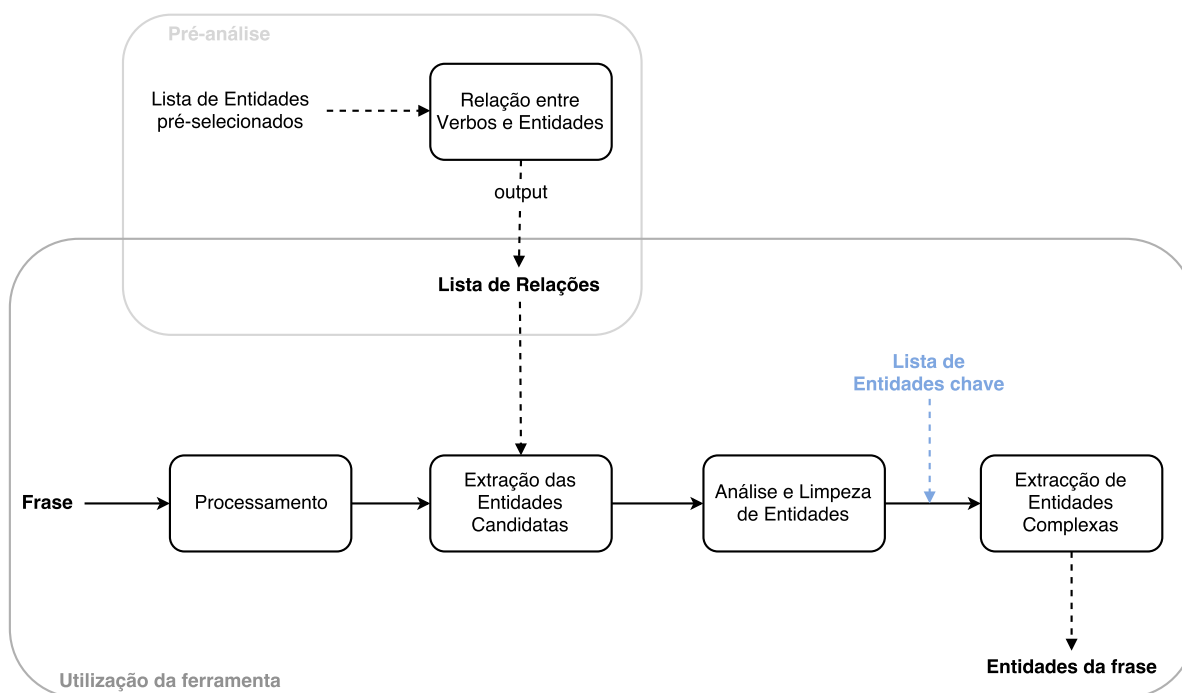 Pré-análise
Lista de Entidades
pré-selecionados
Relação entre
Verbos e Entidades
output
Lista de Relações
Lista de
Entidades chave
Frase
Processamento
Extração das
Entidades
Candidatas
Análise e Limpeza
de Entidades
Extracção de
Entidades
Complexas
Entidades da frase
Utilização da ferramenta